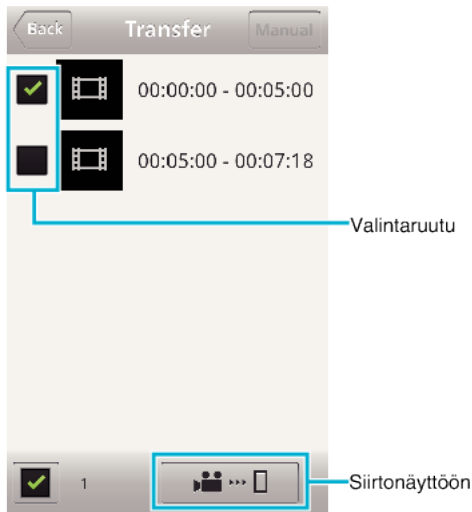 Back Transfer Manual
00:00:00 - 00:05:00
00:05:00 - 00:07:18
Valintaruutu
1
Siirtonäyttöön